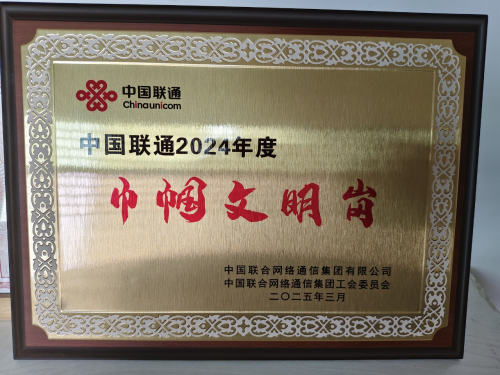 中国联通
China unicom
中国联通2024年度
巾帼文明岗
中国联合网络通信集团有限公司
中国联合网络通信集团工会委员会
二〇二五年三月